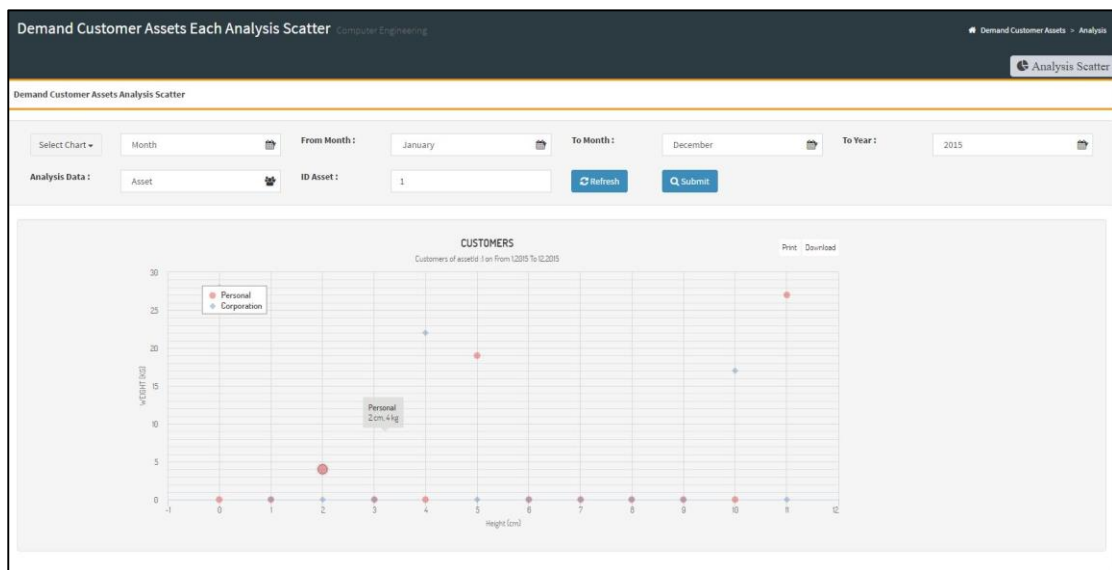 Demand Customer Assets Each Analysis Scatter Computer Engineering
Demand Customer Assets > Analysis
Analysis Scatter
Demand Customer Assets Analysis Scatter
Select Chart Month From Month : January To Month : December To Year : 2015
Analysis Data : Asset ID Asset : 1 Refresh Submit
CUSTOMERS
Print Download
Customers of assetId :1 on From 1,2015 To 12,2015
30
Personal
Corporation
25
20
WEIGHT (KG)
15
Personal
2 cm, 4 kg
10
5
0
-1 0 1 2 3 4 5 6 7 8 9 10 11 12
Height (cm)